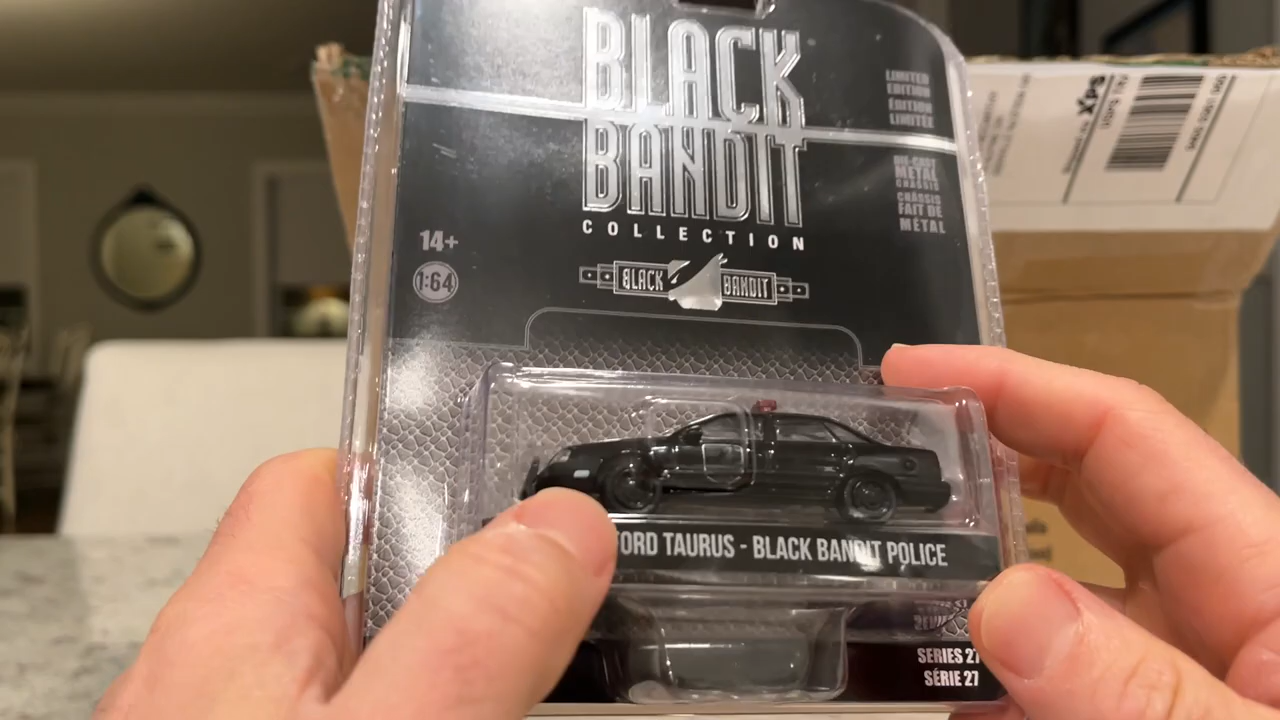 BLACK
BANDIT
COLLECTION
BLACK BANDIT
LIMITED
EDITION
ÉDITION
LIMITÉE
DIE-CAST
METAL
CHASSIS
CHÂSSIS
FAIT DE
MÉTAL
14+
1:64
FORD TAURUS - BLACK BANDIT POLICE
SERIES 27
SÉRIE 27